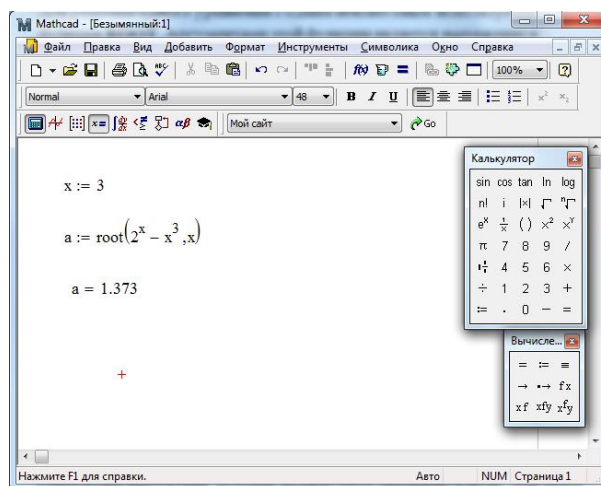 Mathcad - [Безымянный:1]
Файл Правка Вид Добавить Формат Инструменты Символика Окно Справка
100%
Normal Arial 48 B I U
Мой сайт Go
x := 3
a := root(2^x − x^3, x)
a = 1.373
Калькулятор
sin cos tan ln log
n! i |×| √ ⁿ√
e^x 1/x ( ) ×² ×^Y
π 7 8 9 /
4 5 6 ×
÷ 1 2 3 +
:= . 0 − =
Вычисле...
= := ≡
→ •→ fx
xf xfy x^f y
Нажмите F1 для справки. Авто NUM Страница 1